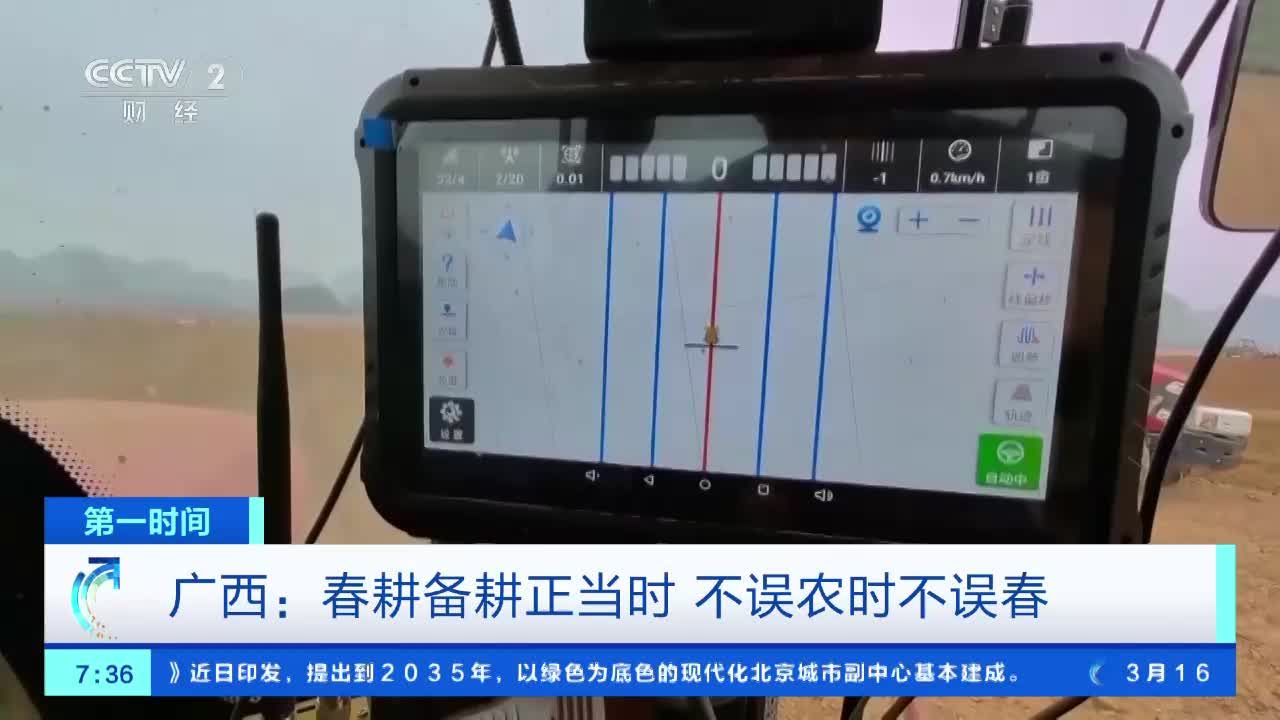 CCTV 2
财经
2/20
0.01
0
-1
0.7km/h
1亩
设置
轨迹
自动中
第一时间
广西：春耕备耕正当时 不误农时不误春
7:36
》近日印发，提出到2035年，以绿色为底色的现代化北京城市副中心基本建成。
3月16